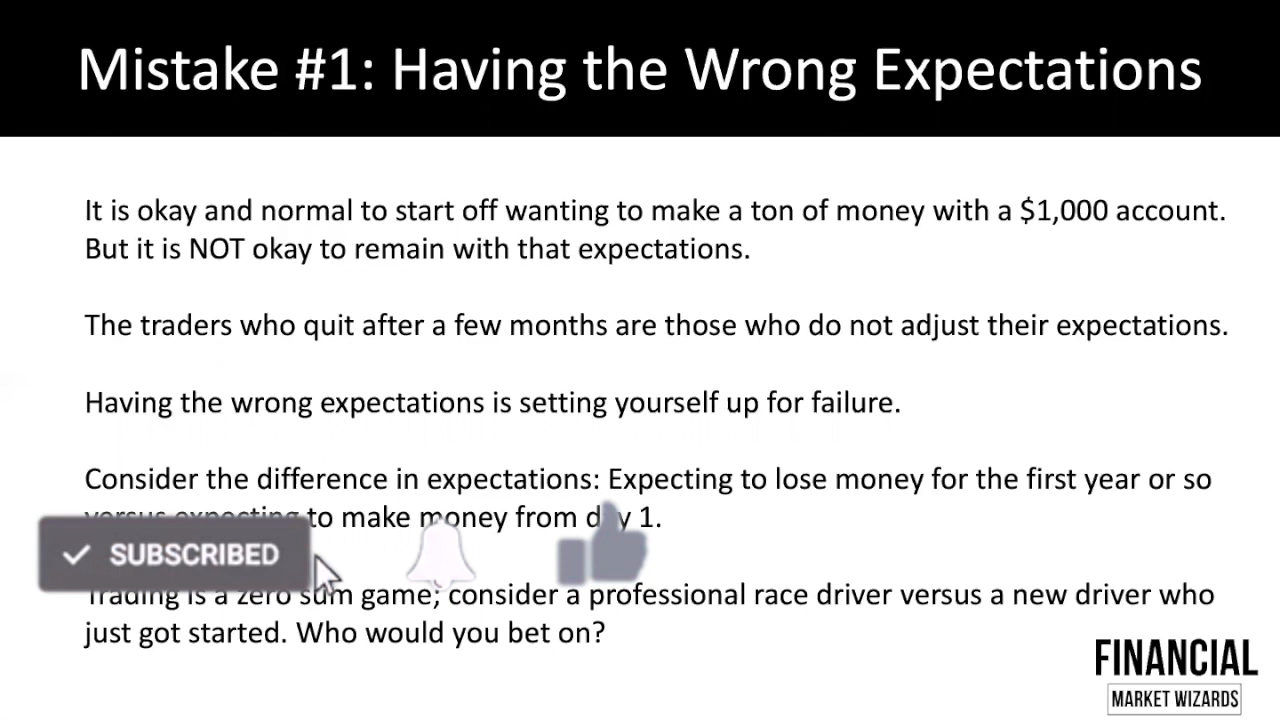 Mistake #1: Having the Wrong Expectations
It is okay and normal to start off wanting to make a ton of money with a $1,000 account.
But it is NOT okay to remain with that expectations.
The traders who quit after a few months are those who do not adjust their expectations.
Having the wrong expectations is setting yourself up for failure.
Consider the difference in expectations: Expecting to lose money for the first year or so
versus expecting to make money from day 1.
SUBSCRIBED
Trading is a zero sum game; consider a professional race driver versus a new driver who
just got started. Who would you bet on?
FINANCIAL
MARKET WIZARDS